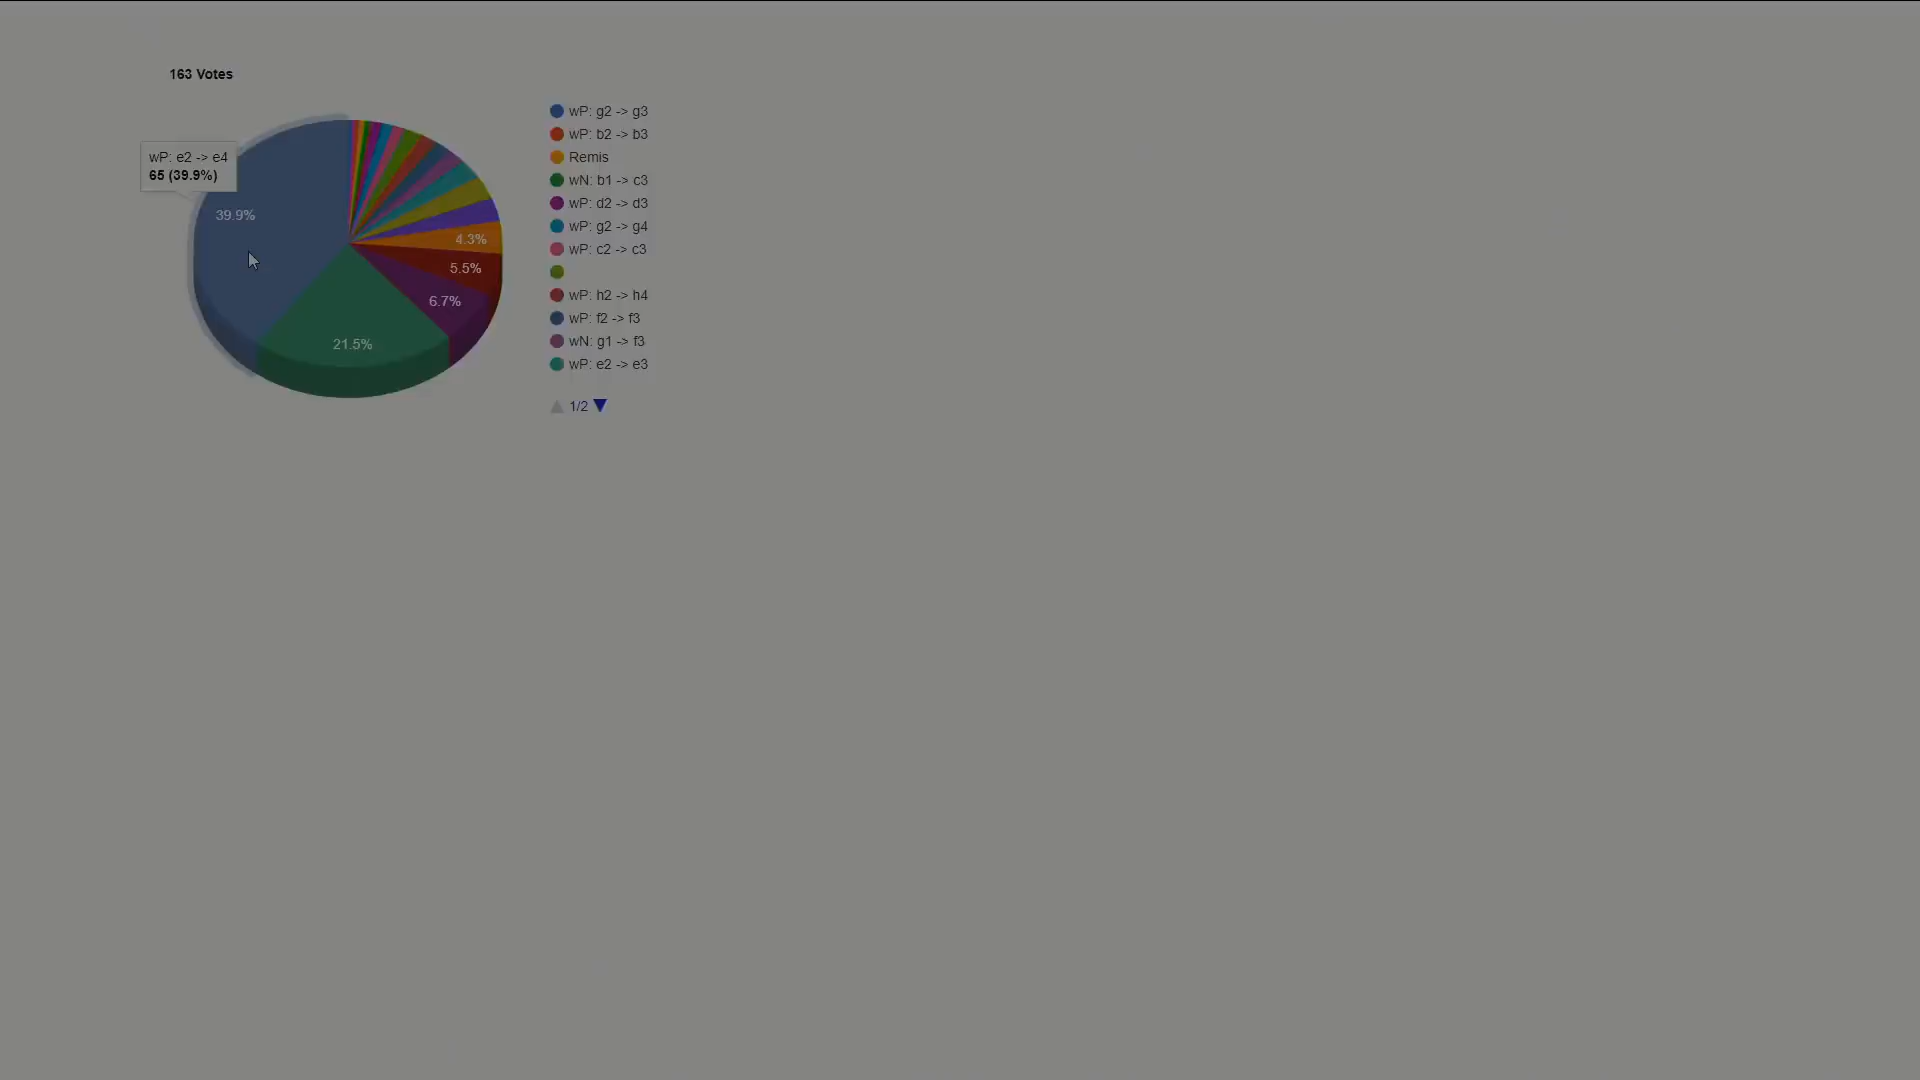 163 Votes
wP: e2 -> e4
65 (39.9%)
39.9%
4.3%
5.5%
6.7%
21.5%
wP: g2 -> g3
wP: b2 -> b3
Remis
wN: b1 -> c3
wP: d2 -> d3
wP: g2 -> g4
wP: c2 -> c3
wP: h2 -> h4
wP: f2 -> f3
wN: g1 -> f3
wP: e2 -> e3
1/2